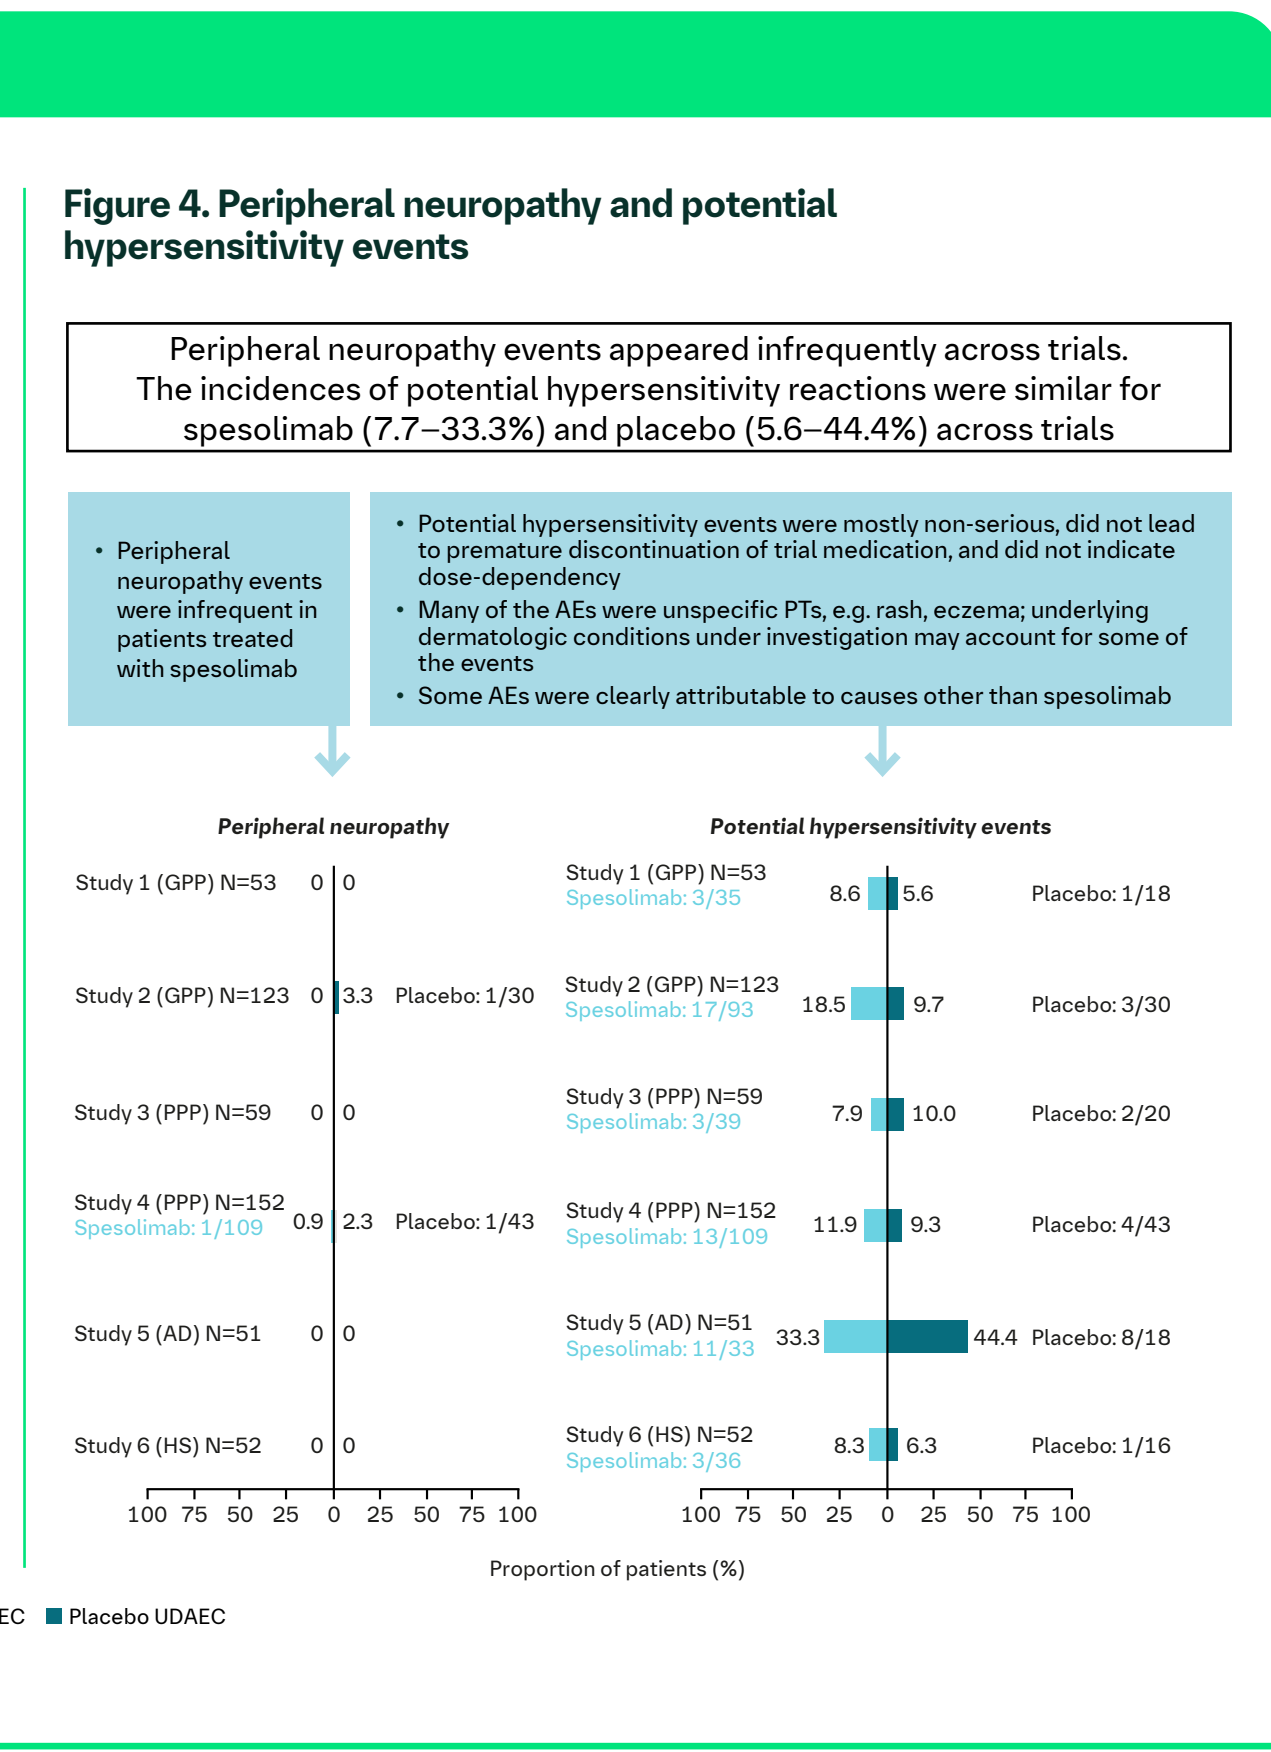 Figure 4. Peripheral neuropathy and potential
hypersensitivity events
Peripheral neuropathy events appeared infrequently across trials.
The incidences of potential hypersensitivity reactions were similar for
spesolimab (7.7–33.3%) and placebo (5.6–44.4%) across trials
• Peripheral
neuropathy events
were infrequent in
patients treated
with spesolimab
• Potential hypersensitivity events were mostly non-serious, did not lead
to premature discontinuation of trial medication, and did not indicate
dose-dependency
• Many of the AEs were unspecific PTs, e.g. rash, eczema; underlying
dermatologic conditions under investigation may account for some of
the events
• Some AEs were clearly attributable to causes other than spesolimab
Peripheral neuropathy
Study 1 (GPP) N=53 0 0
Study 2 (GPP) N=123 0 3.3 Placebo: 1/30
Study 3 (PPP) N=59 0 0
Study 4 (PPP) N=152
Spesolimab: 1/109 0.9 2.3 Placebo: 1/43
Study 5 (AD) N=51 0 0
Study 6 (HS) N=52 0 0
100 75 50 25 0 25 50 75 100
Potential hypersensitivity events
Study 1 (GPP) N=53
Spesolimab: 3/35 8.6 5.6 Placebo: 1/18
Study 2 (GPP) N=123
Spesolimab: 17/93 18.5 9.7 Placebo: 3/30
Study 3 (PPP) N=59
Spesolimab: 3/39 7.9 10.0 Placebo: 2/20
Study 4 (PPP) N=152
Spesolimab: 13/109 11.9 9.3 Placebo: 4/43
Study 5 (AD) N=51
Spesolimab: 11/33 33.3 44.4 Placebo: 8/18
Study 6 (HS) N=52
Spesolimab: 3/36 8.3 6.3 Placebo: 1/16
100 75 50 25 0 25 50 75 100
Proportion of patients (%)
EC Placebo UDAEC